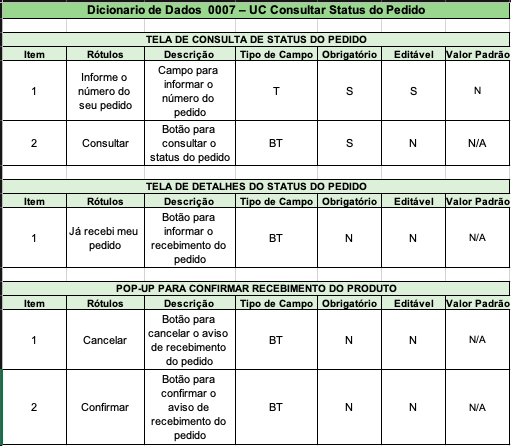 Dicionario de Dados 0007 – UC Consultar Status do Pedido
TELA DE CONSULTA DE STATUS DO PEDIDO
Item Rótulos Descrição Tipo de Campo Obrigatório Editável Valor Padrão
1 Informe o número do seu pedido Campo para informar o número do pedido T S S N
2 Consultar Botão para consultar o status do pedido BT S N N/A
TELA DE DETALHES DO STATUS DO PEDIDO
Item Rótulos Descrição Tipo de Campo Obrigatório Editável Valor Padrão
1 Já recebi meu pedido Botão para informar o recebimento do pedido BT N N N/A
POP-UP PARA CONFIRMAR RECEBIMENTO DO PRODUTO
Item Rótulos Descrição Tipo de Campo Obrigatório Editável Valor Padrão
1 Cancelar Botão para cancelar o aviso de recebimento do pedido BT N N N/A
2 Confirmar Botão para confirmar o aviso de recebimento do pedido BT N N N/A